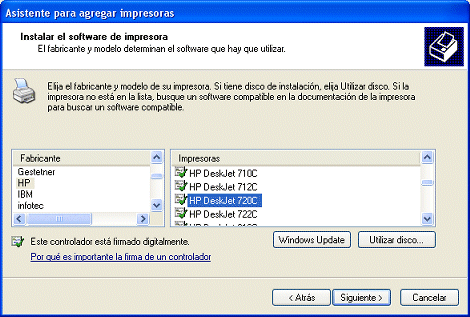 Asistente para agregar impresoras
Instalar el software de impresora
El fabricante y modelo determinan el software que hay que utilizar.
Elija el fabricante y modelo de su impresora. Si tiene disco de instalación, elija Utilizar disco. Si la
impresora no está en la lista, busque un software compatible en la documentación de la impresora
para buscar un software compatible.
Fabricante
Gestetner
HP
IBM
infotec
Impresoras
HP DeskJet 710C
HP DeskJet 712C
HP DeskJet 720C
HP DeskJet 722C
Este controlador está firmado digitalmente.
Por qué es importante la firma de un controlador
Windows Update
Utilizar disco...
< Atrás
Siguiente >
Cancelar